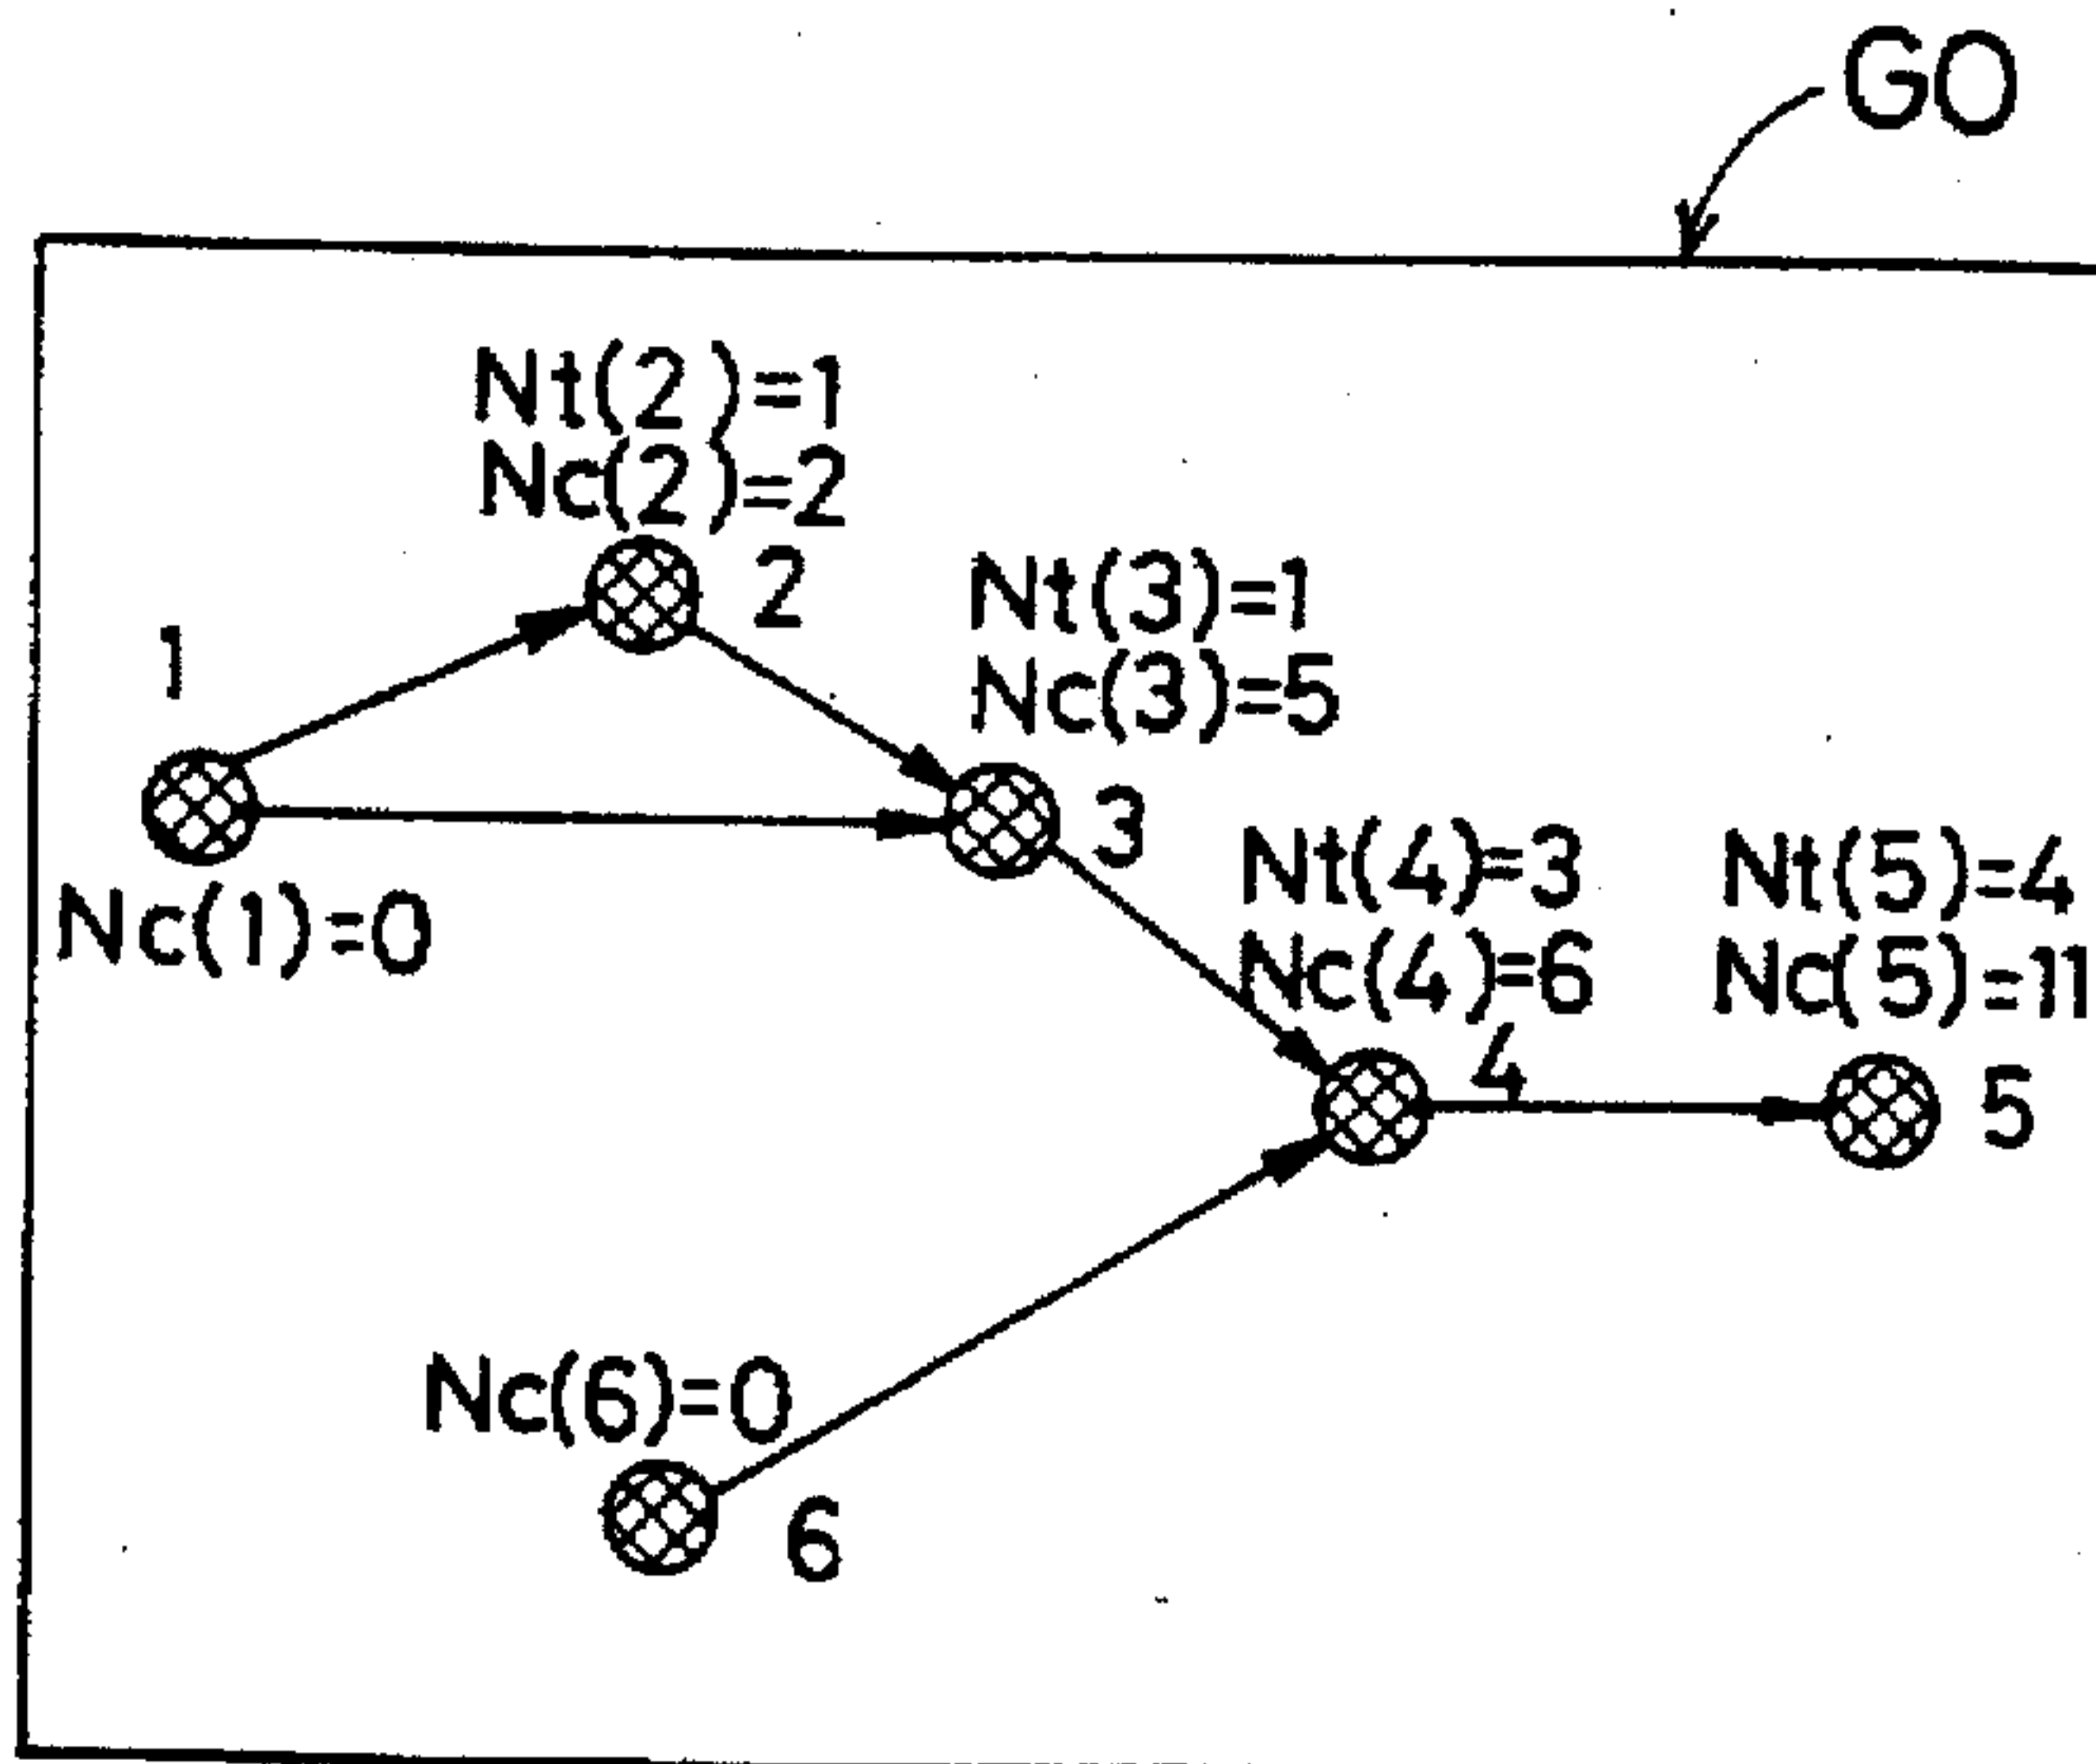 GO
Nt(2)=1
Nc(2)=2
2
Nt(3)=1
Nc(3)=5
1
3
Nc(1)=0
Nt(4)=3
Nc(4)=6
4
Nt(5)=4
Nc(5)=11
5
Nc(6)=0
6